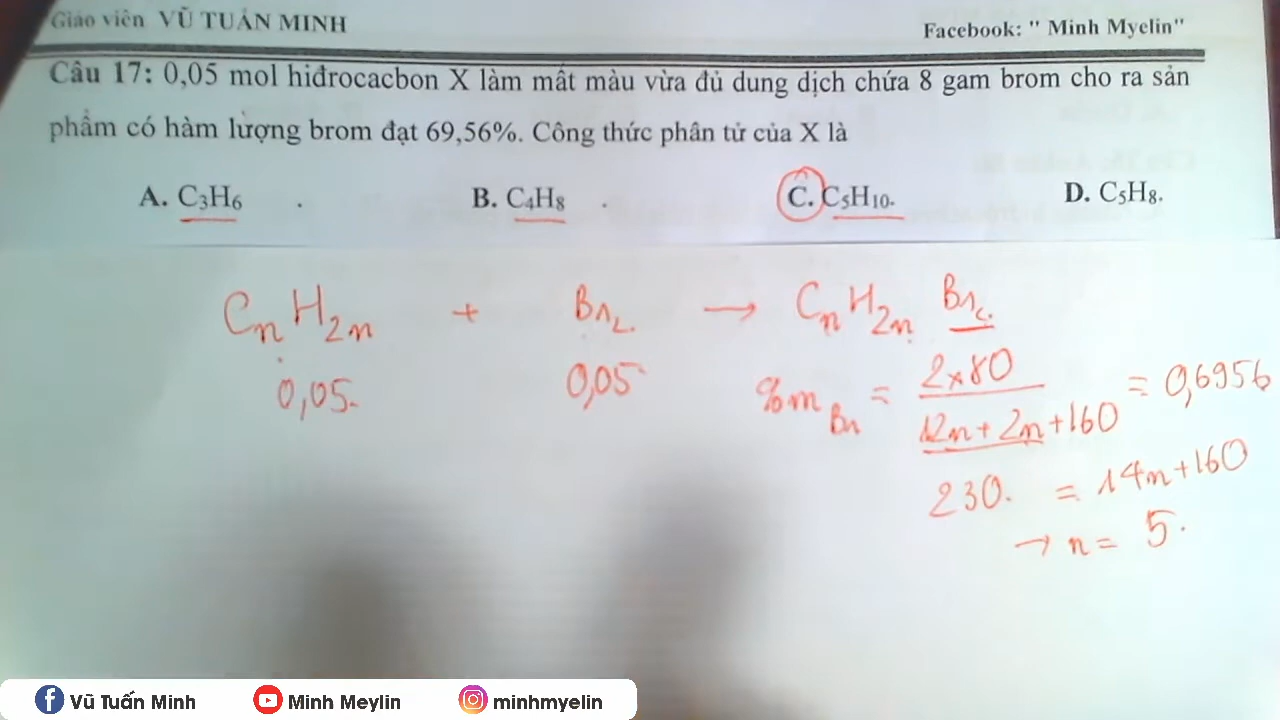 Giáo viên VŨ TUẤN MINH Facebook: " Minh Myelin"
Câu 17: 0,05 mol hiđrocacbon X làm mất màu vừa đủ dung dịch chứa 8 gam brom cho ra sản
phẩm có hàm lượng brom đạt 69,56%. Công thức phân tử của X là
A. C₃H₆ . B. C₄H₈ . C. C₅H₁₀. D. C₅H₈.
CₙH₂ₙ + Br₂ → CₙH₂ₙ Br₂
0,05. 0,05 %m Br = 2x80 / 12n + 2n + 160 = 0,6956
230. = 14n + 160
→ n = 5.
Vũ Tuấn Minh Minh Meylin minhmyelin